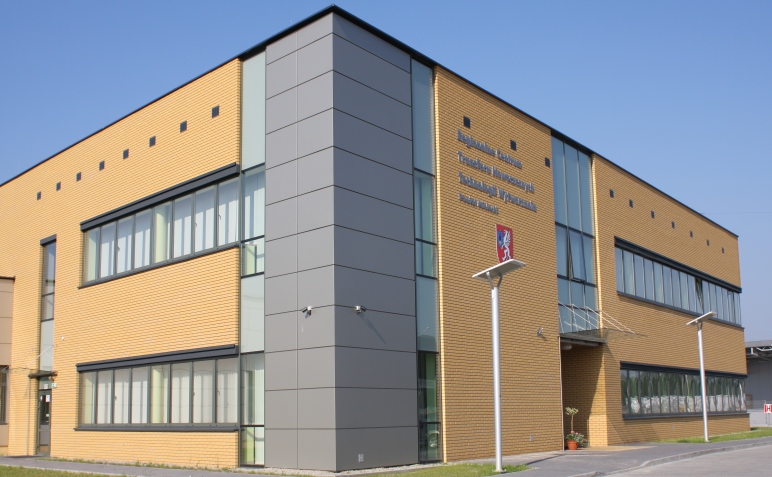 Regionalne Centrum
Transferu Nowoczesnych
Technologii Wytwarzania